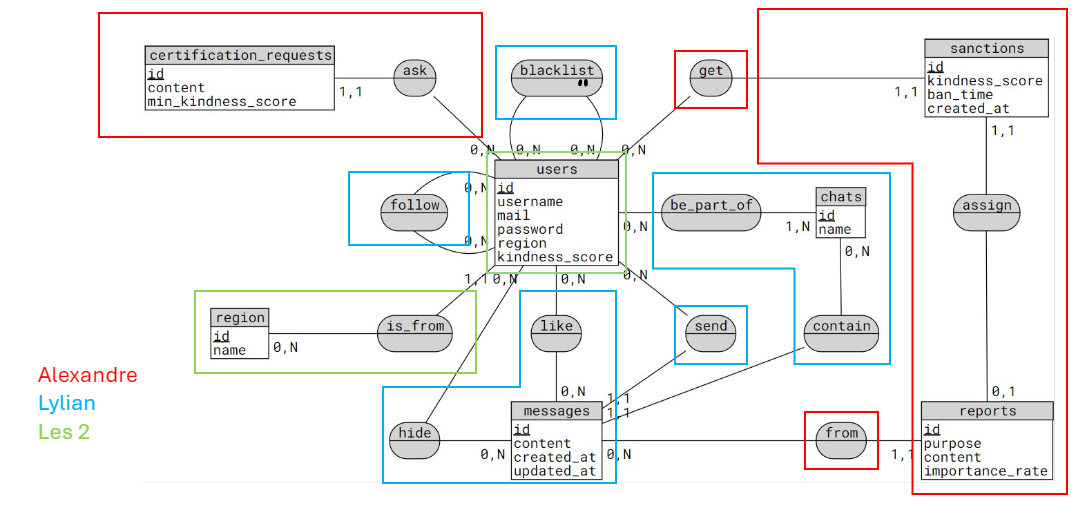 certification_requests
id
content
min_kindness_score
1,1
ask
0,N
blacklist
"
0,N
0,N
get
0,N
1,1
sanctions
id
kindness_score
ban_time
created_at
1,1
users
id
username
mail
password
region
kindness_score
follow
0,N
0,N
be_part_of
0,N
1,N
chats
id
name
0,N
assign
1,1
0,N
0,N
0,N
region
id
name
0,N
is_from
like
send
contain
Alexandre
Lylian
Les 2
0,N
1,1
1,1
0,1
hide
0,N
messages
id
content
created_at
updated_at
0,N
from
1,1
reports
id
purpose
content
importance_rate